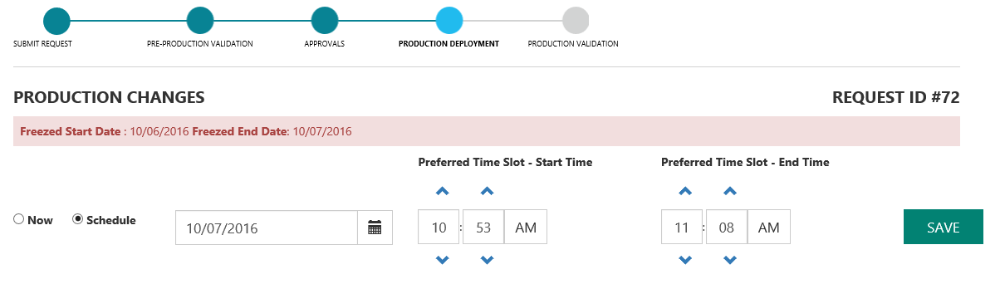 SUBMIT REQUEST PRE-PRODUCTION VALIDATION APPROVALS PRODUCTION DEPLOYMENT PRODUCTION VALIDATION
PRODUCTION CHANGES REQUEST ID #72
Freezed Start Date : 10/06/2016 Freezed End Date: 10/07/2016
Preferred Time Slot - Start Time Preferred Time Slot - End Time
Now Schedule 10/07/2016 10 : 53 AM 11 : 08 AM SAVE